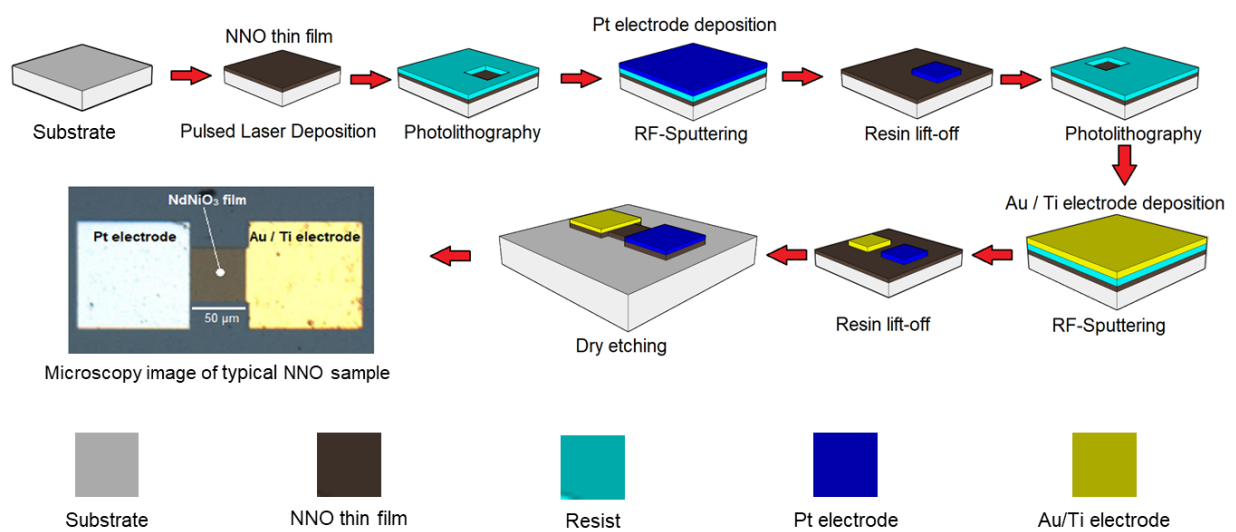 NNO thin film
Pt electrode deposition
Substrate
Pulsed Laser Deposition
Photolithography
RF-Sputtering
Resin lift-off
Photolithography
Au / Ti electrode deposition
NdNiO₃ film
Pt electrode
Au / Ti electrode
50 µm
Microscopy image of typical NNO sample
Dry etching
Resin lift-off
RF-Sputtering
Substrate
NNO thin film
Resist
Pt electrode
Au/Ti electrode